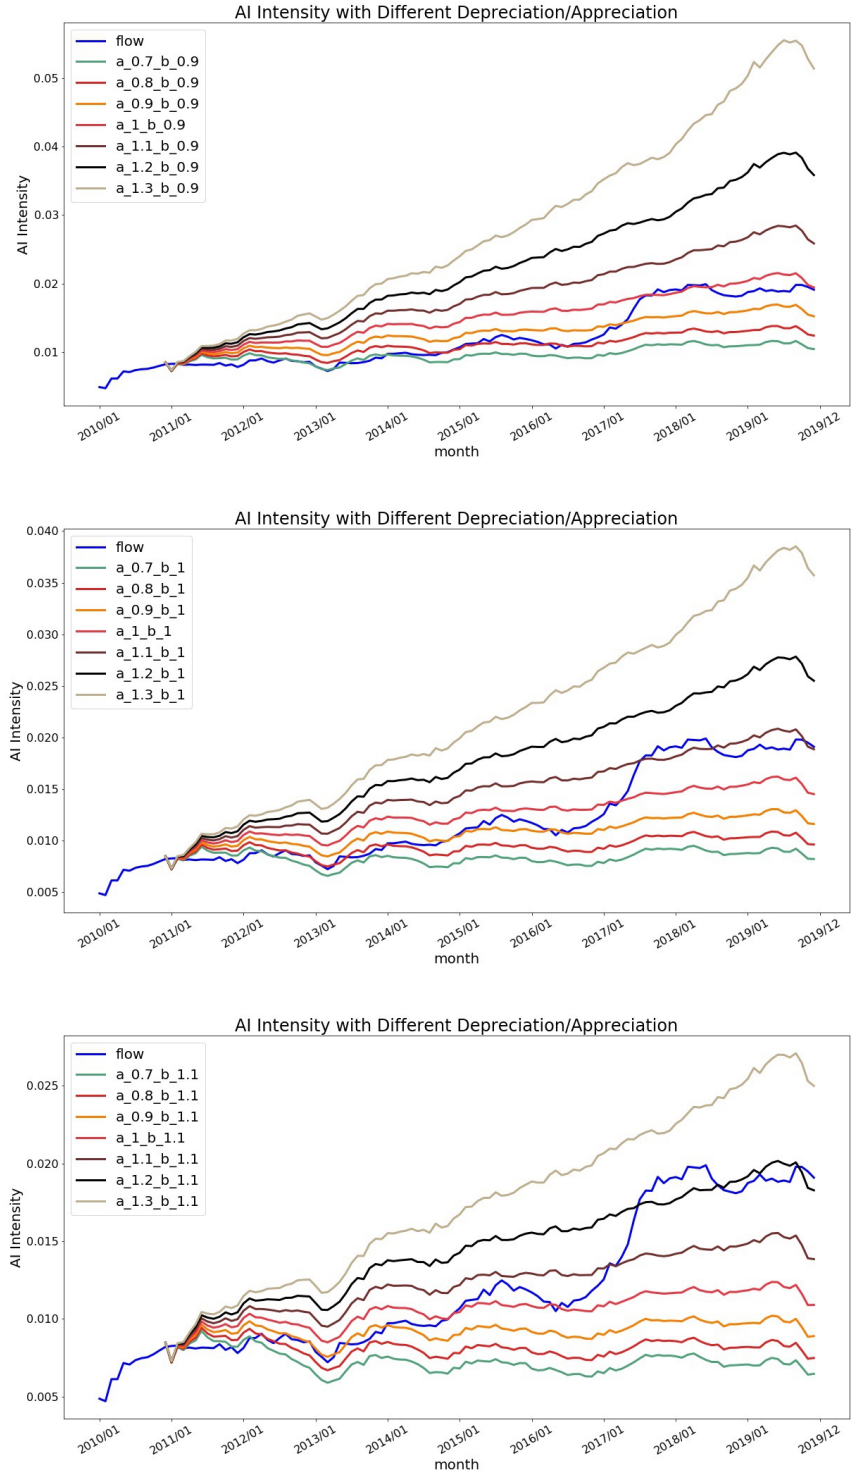 AI Intensity with Different Depreciation/Appreciation
flow
a_0.7_b_0.9
a_0.8_b_0.9
a_0.9_b_0.9
a_1_b_0.9
a_1.1_b_0.9
a_1.2_b_0.9
a_1.3_b_0.9
AI Intensity
0.05
0.04
0.03
0.02
0.01
2010/01
2011/01
2012/01
2013/01
2014/01
2015/01
2016/01
2017/01
2018/01
2019/01
2019/12
month
AI Intensity with Different Depreciation/Appreciation
flow
a_0.7_b_1
a_0.8_b_1
a_0.9_b_1
a_1_b_1
a_1.1_b_1
a_1.2_b_1
a_1.3_b_1
AI Intensity
0.040
0.035
0.030
0.025
0.020
0.015
0.010
0.005
2010/01
2011/01
2012/01
2013/01
2014/01
2015/01
2016/01
2017/01
2018/01
2019/01
2019/12
month
AI Intensity with Different Depreciation/Appreciation
flow
a_0.7_b_1.1
a_0.8_b_1.1
a_0.9_b_1.1
a_1_b_1.1
a_1.1_b_1.1
a_1.2_b_1.1
a_1.3_b_1.1
AI Intensity
0.025
0.020
0.015
0.010
0.005
2010/01
2011/01
2012/01
2013/01
2014/01
2015/01
2016/01
2017/01
2018/01
2019/01
2019/12
month